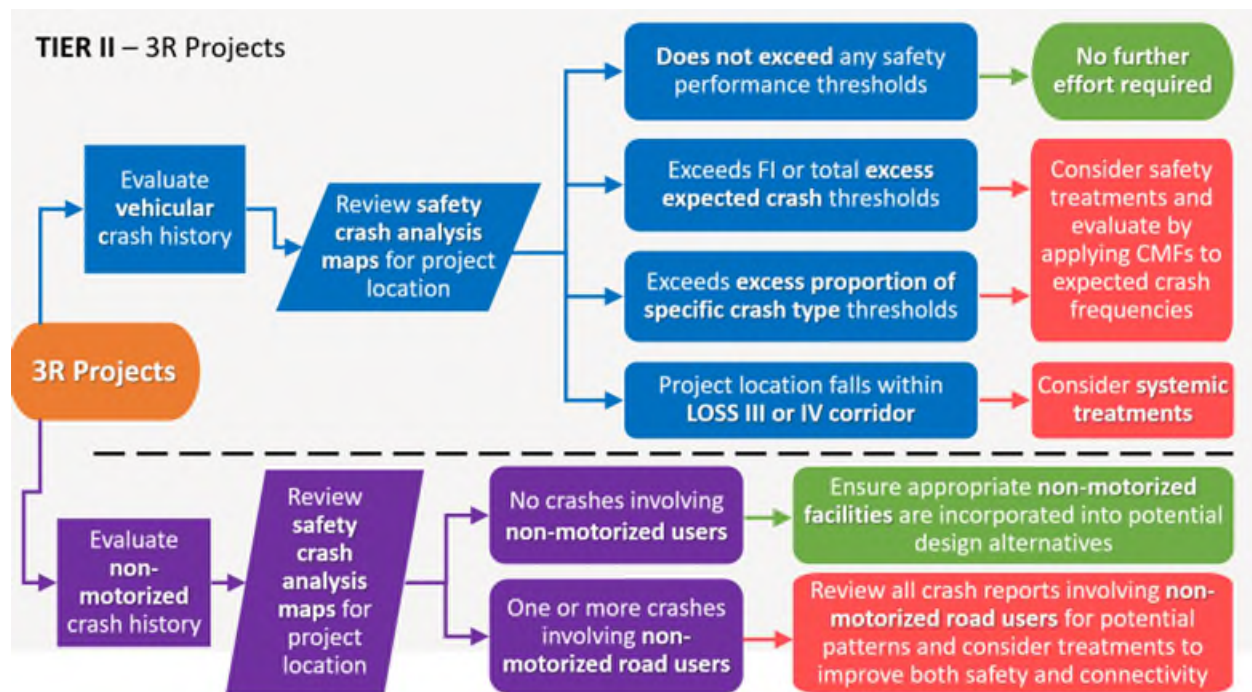 TIER II – 3R Projects
3R Projects
Evaluate
vehicular
crash history
Review safety
crash analysis
maps for project
location
Does not exceed any safety
performance thresholds
No further
effort required
Exceeds FI or total excess
expected crash thresholds
Exceeds excess proportion of
specific crash type thresholds
Consider safety
treatments and
evaluate by
applying CMFs to
expected crash
frequencies
Project location falls within
LOSS III or IV corridor
Consider systemic
treatments
Evaluate
non-
motorized
crash history
Review
safety
crash
analysis
maps for
project
location
No crashes involving
non-motorized users
Ensure appropriate non-motorized
facilities are incorporated into potential
design alternatives
One or more crashes
involving non-
motorized road users
Review all crash reports involving non-
motorized road users for potential
patterns and consider treatments to
improve both safety and connectivity